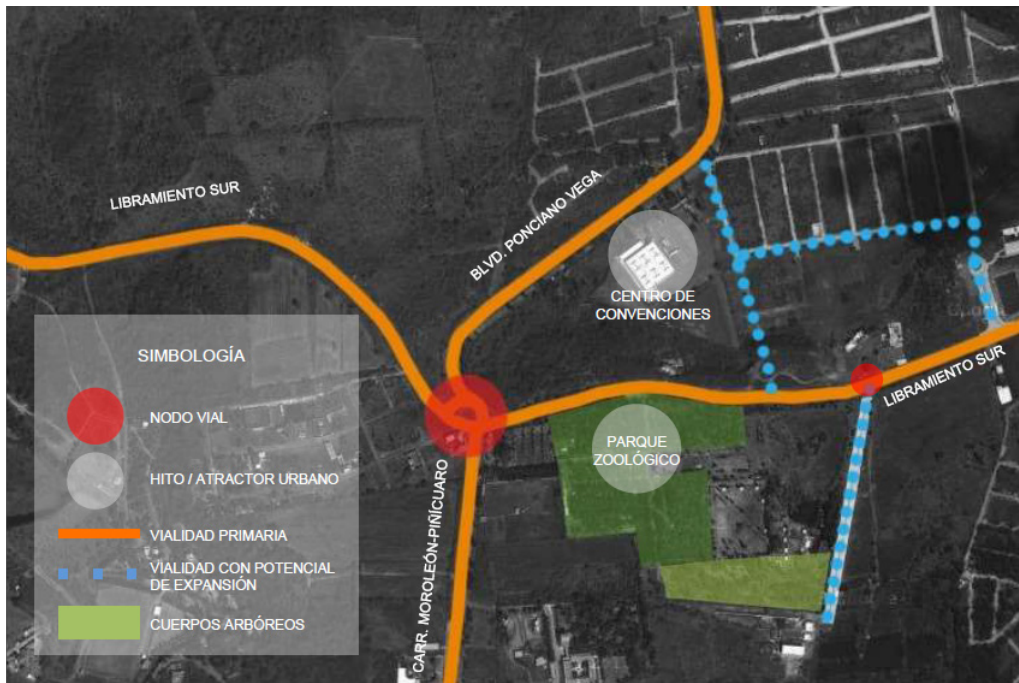 LIBRAMIENTO SUR
BLVD. PONCIANO VEGA
CENTRO DE
CONVENCIONES
LIBRAMIENTO SUR
PARQUE
ZOOLÓGICO
CARR. MOROLEÓN-PIÑÍCUARO
SIMBOLOGÍA
NODO VIAL
HITO / ATRACTOR URBANO
VIALIDAD PRIMARIA
VIALIDAD CON POTENCIAL
DE EXPANSIÓN
CUERPOS ARBÓREOS